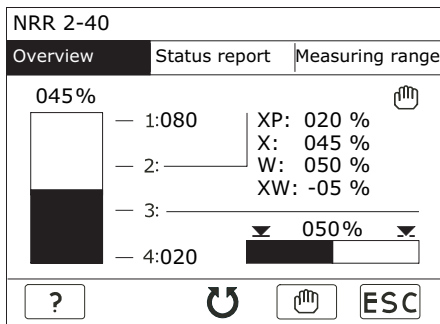 NRR 2-40
Overview Status report Measuring range
045%
1:080
2:
3:
4:020
XP: 020 %
X: 045 %
W: 050 %
XW: -05 %
050%
? ESC